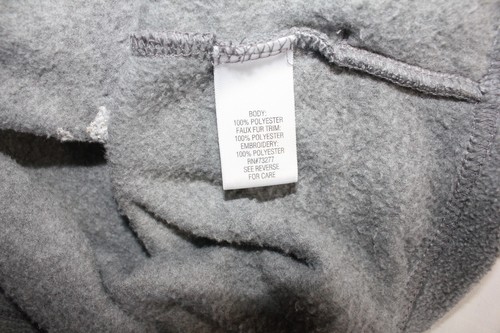 BODY:
100% POLYESTER
FAUX FUR TRIM:
100% POLYESTER
EMBROIDERY:
100% POLYESTER
RN#73277
SEE REVERSE
FOR CARE